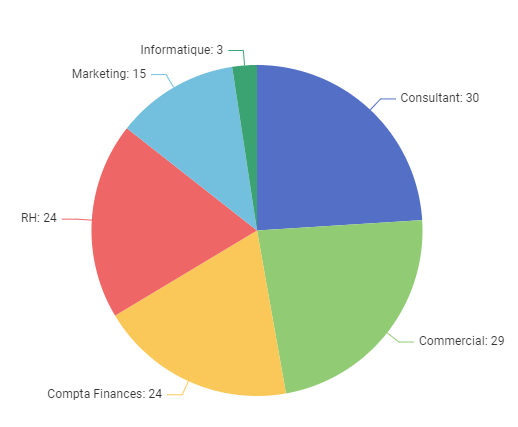 Informatique: 3
Marketing: 15
Consultant: 30
RH: 24
Commercial: 29
Compta Finances: 24